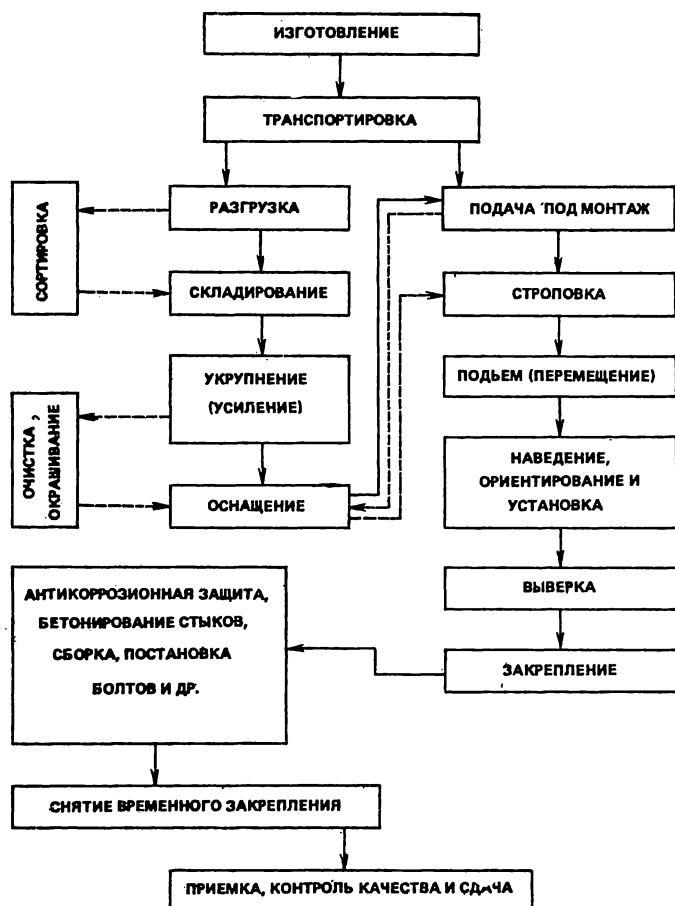 ИЗГОТОВЛЕНИЕ
ТРАНСПОРТИРОВКА
РАЗГРУЗКА
ПОДАЧА ПОД МОНТАЖ
СОРТИРОВКА
СКЛАДИРОВАНИЕ
СТРОПОВКА
УКРУПНЕНИЕ
(УСИЛЕНИЕ)
ПОДЬЕМ (ПЕРЕМЕЩЕНИЕ)
ОЧИСТКА,
ОКРАШИВАНИЕ
НАВЕДЕНИЕ,
ОРИЕНТИРОВАНИЕ И
УСТАНОВКА
ОСНАЩЕНИЕ
ВЫВЕРКА
АНТИКОРРОЗИОННАЯ ЗАЩИТА,
БЕТОНИРОВАНИЕ СТЫКОВ,
СБОРКА, ПОСТАНОВКА
БОЛТОВ И ДР.
ЗАКРЕПЛЕНИЕ
СНЯТИЕ ВРЕМЕННОГО ЗАКРЕПЛЕНИЯ
ПРИЕМКА, КОНТРОЛЬ КАЧЕСТВА И СДАЧА